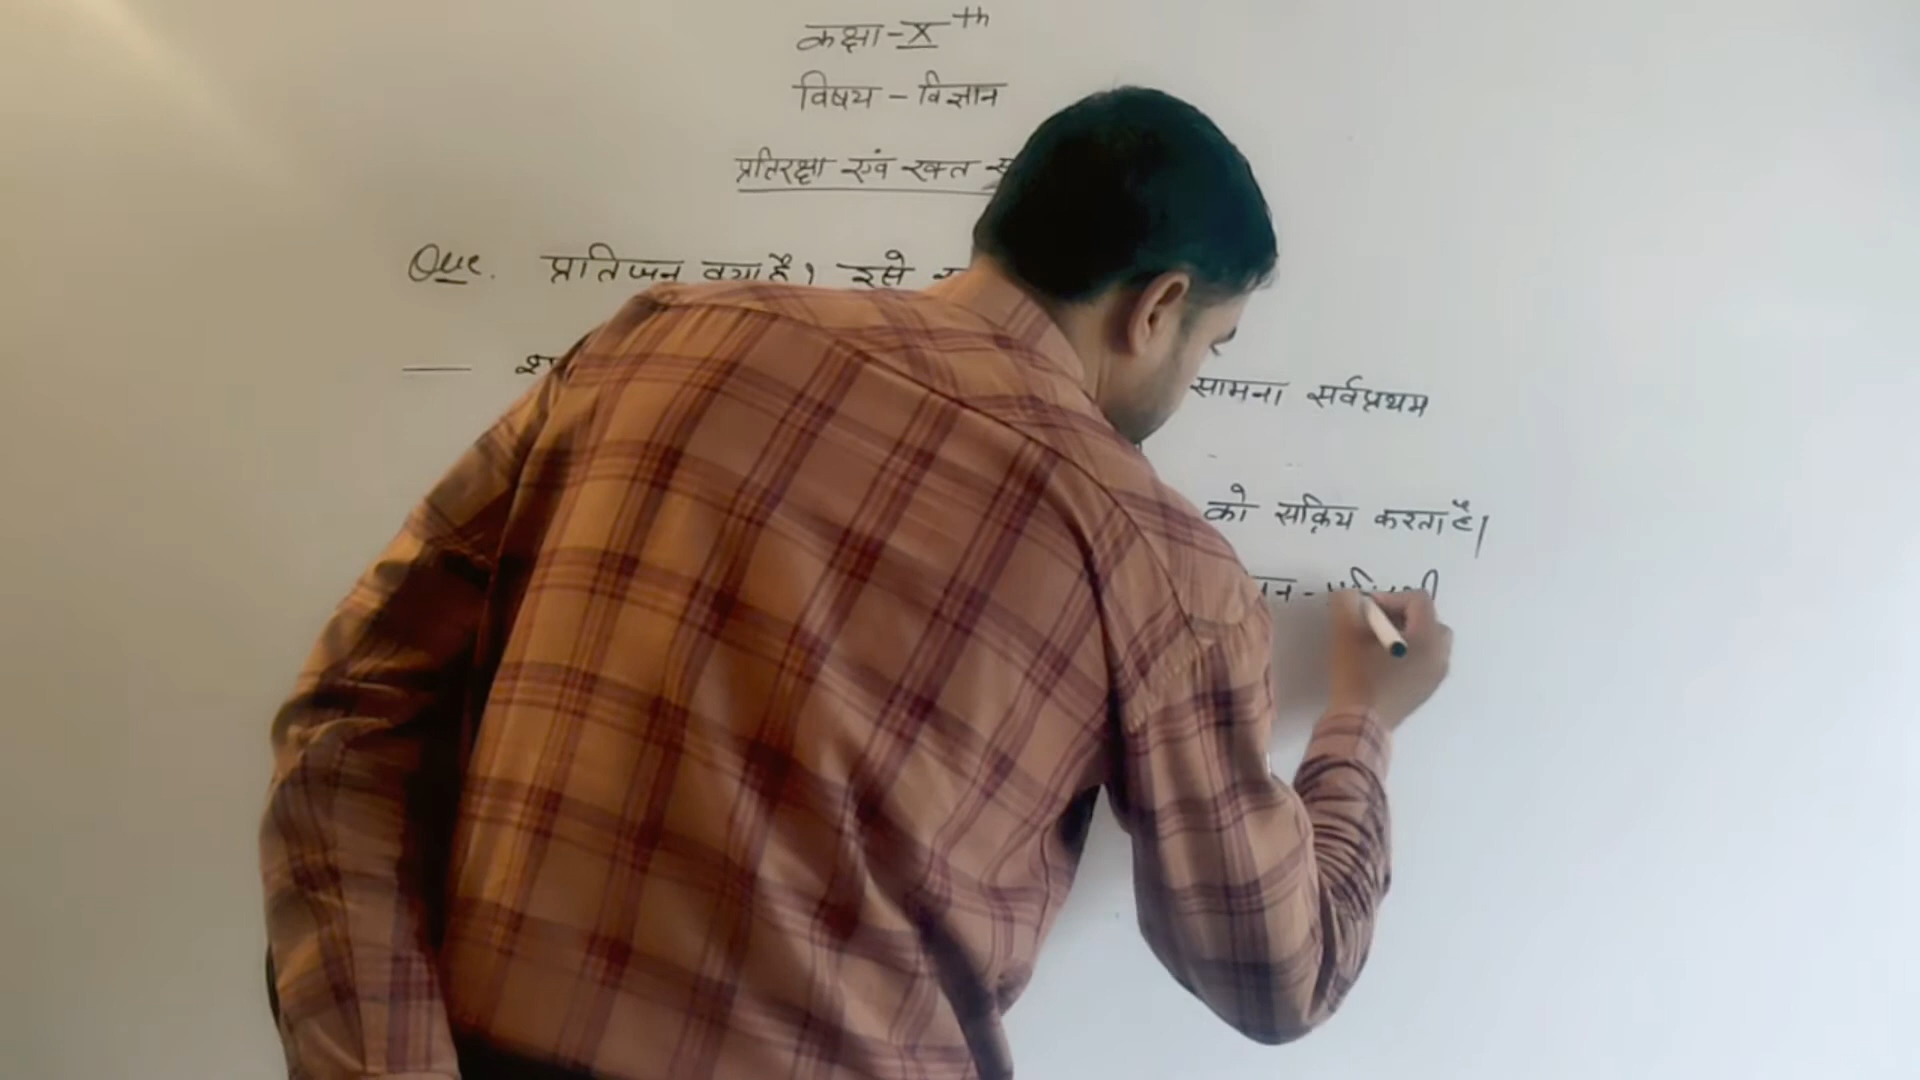 कक्षा-X th
विषय - विज्ञान
प्रतिरक्षा एवं रक्त
Que. प्रतिजन क्या है। इसे
सामना सर्वप्रथम
को सक्रिय करता है।